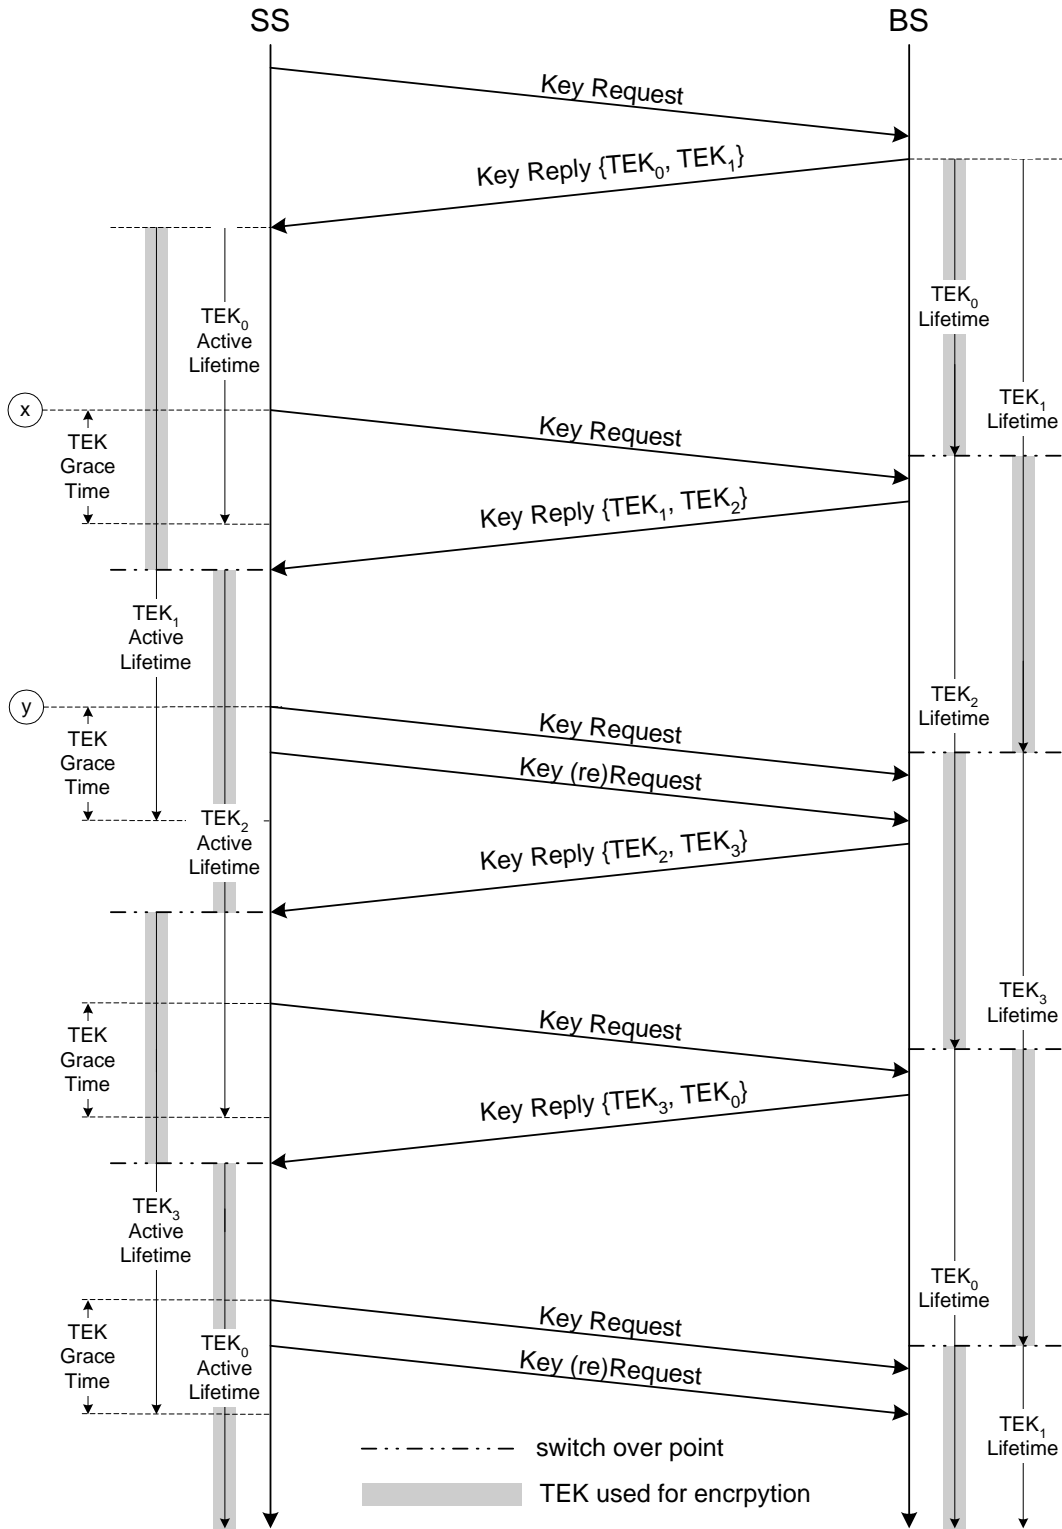 SS
BS
Key Request
Key Reply {TEK₀, TEK₁}
TEK₀
Active
Lifetime
TEK₀
Lifetime
x
TEK
Grace
Time
Key Request
TEK₁
Lifetime
Key Reply {TEK₁, TEK₂}
TEK₁
Active
Lifetime
y
TEK
Grace
Time
Key Request
Key (re)Request
TEK₂
Lifetime
TEK₂
Active
Lifetime
Key Reply {TEK₂, TEK₃}
TEK
Grace
Time
Key Request
TEK₃
Lifetime
Key Reply {TEK₃, TEK₀}
TEK₃
Active
Lifetime
TEK₀
Lifetime
TEK
Grace
Time
TEK₀
Active
Lifetime
Key Request
Key (re)Request
TEK₁
Lifetime
switch over point
TEK used for encrpytion